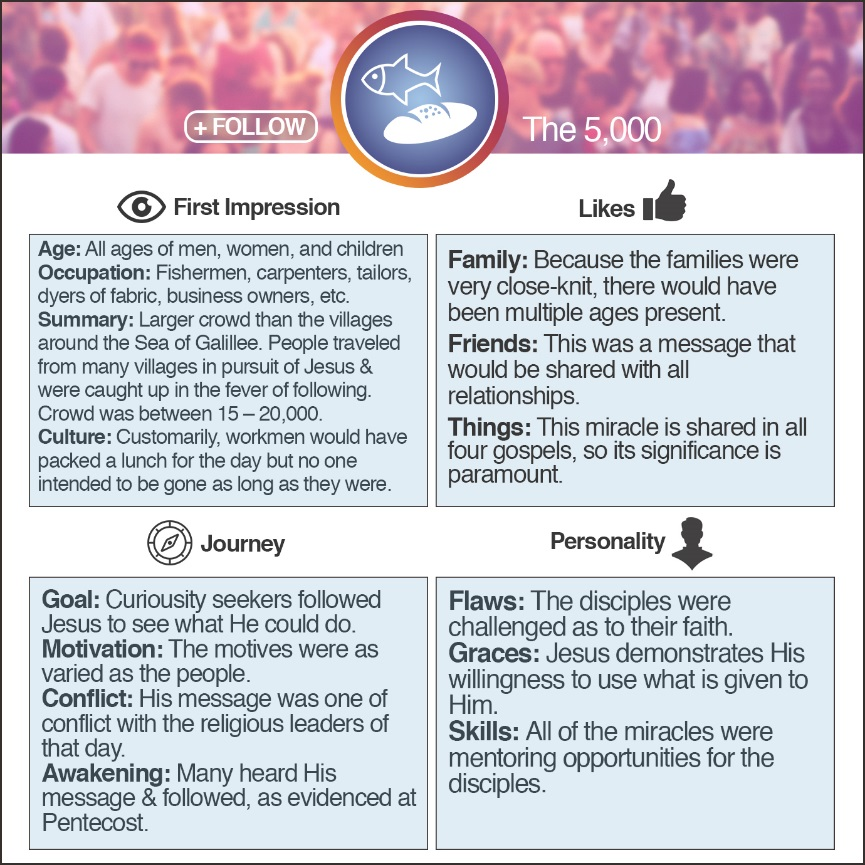 + FOLLOW
The 5,000
First Impression
Age: All ages of men, women, and children
Occupation: Fishermen, carpenters, tailors,
dyers of fabric, business owners, etc.
Summary: Larger crowd than the villages
around the Sea of Galillee. People traveled
from many villages in pursuit of Jesus &
were caught up in the fever of following.
Crowd was between 15 – 20,000.
Culture: Customarily, workmen would have
packed a lunch for the day but no one
intended to be gone as long as they were.
Likes
Family: Because the families were
very close-knit, there would have
been multiple ages present.
Friends: This was a message that
would be shared with all
relationships.
Things: This miracle is shared in all
four gospels, so its significance is
paramount.
Journey
Goal: Curiousity seekers followed
Jesus to see what He could do.
Motivation: The motives were as
varied as the people.
Conflict: His message was one of
conflict with the religious leaders of
that day.
Awakening: Many heard His
message & followed, as evidenced at
Pentecost.
Personality
Flaws: The disciples were
challenged as to their faith.
Graces: Jesus demonstrates His
willingness to use what is given to
Him.
Skills: All of the miracles were
mentoring opportunities for the
disciples.